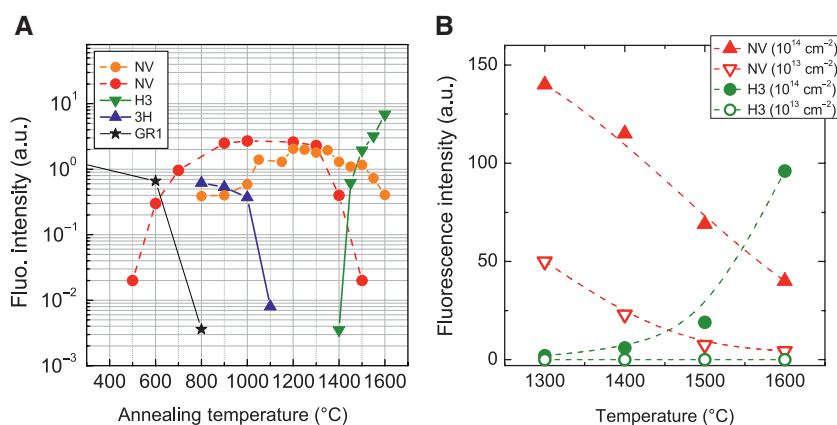 A
Fluo. intensity (a.u.)
10¹
10⁰
10⁻¹
10⁻²
10⁻³
NV
NV
H3
3H
GR1
400 600 800 1000 1200 1400 1600
Annealing temperature (°C)
B
Fluorescence intensity (a.u.)
150
100
50
0
NV (10¹⁴ cm⁻²)
NV (10¹³ cm⁻²)
H3 (10¹⁴ cm⁻²)
H3 (10¹³ cm⁻²)
1300 1400 1500 1600
Temperature (°C)